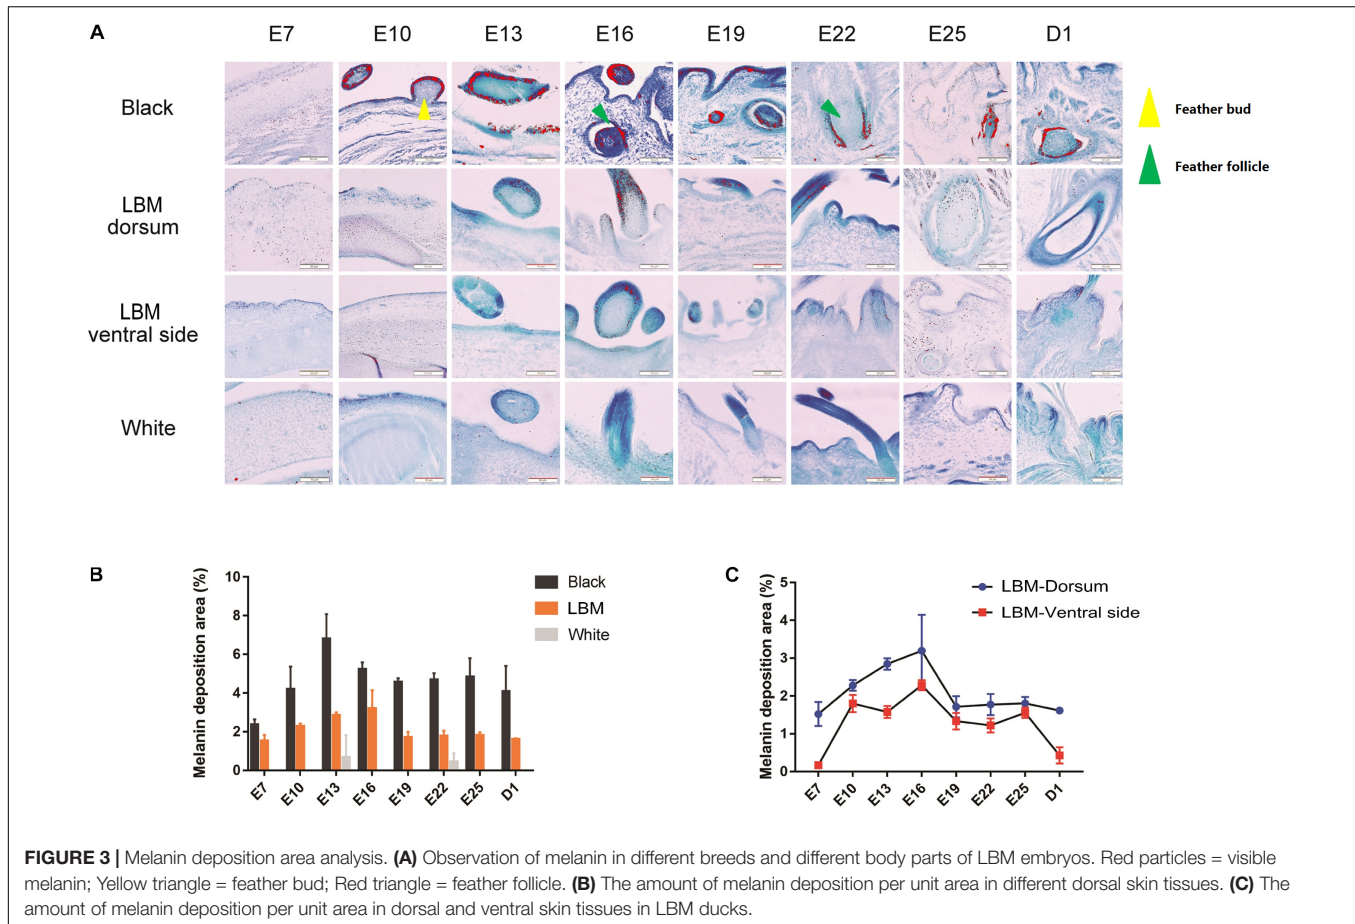 A
E7 E10 E13 E16 E19 E22 E25 D1
Black
LBM
dorsum
LBM
ventral side
White
Feather bud
Feather follicle
B
Melanin deposition area (%)
10
8
6
4
2
0
E7 E10 E13 E16 E19 E22 E25 D1
Black
LBM
White
C
Melanin deposition area (%)
5
4
3
2
1
0
E7 E10 E13 E16 E19 E22 E25 D1
LBM-Dorsum
LBM-Ventral side
FIGURE 3 | Melanin deposition area analysis. (A) Observation of melanin in different breeds and different body parts of LBM embryos. Red particles = visible
melanin; Yellow triangle = feather bud; Red triangle = feather follicle. (B) The amount of melanin deposition per unit area in different dorsal skin tissues. (C) The
amount of melanin deposition per unit area in dorsal and ventral skin tissues in LBM ducks.